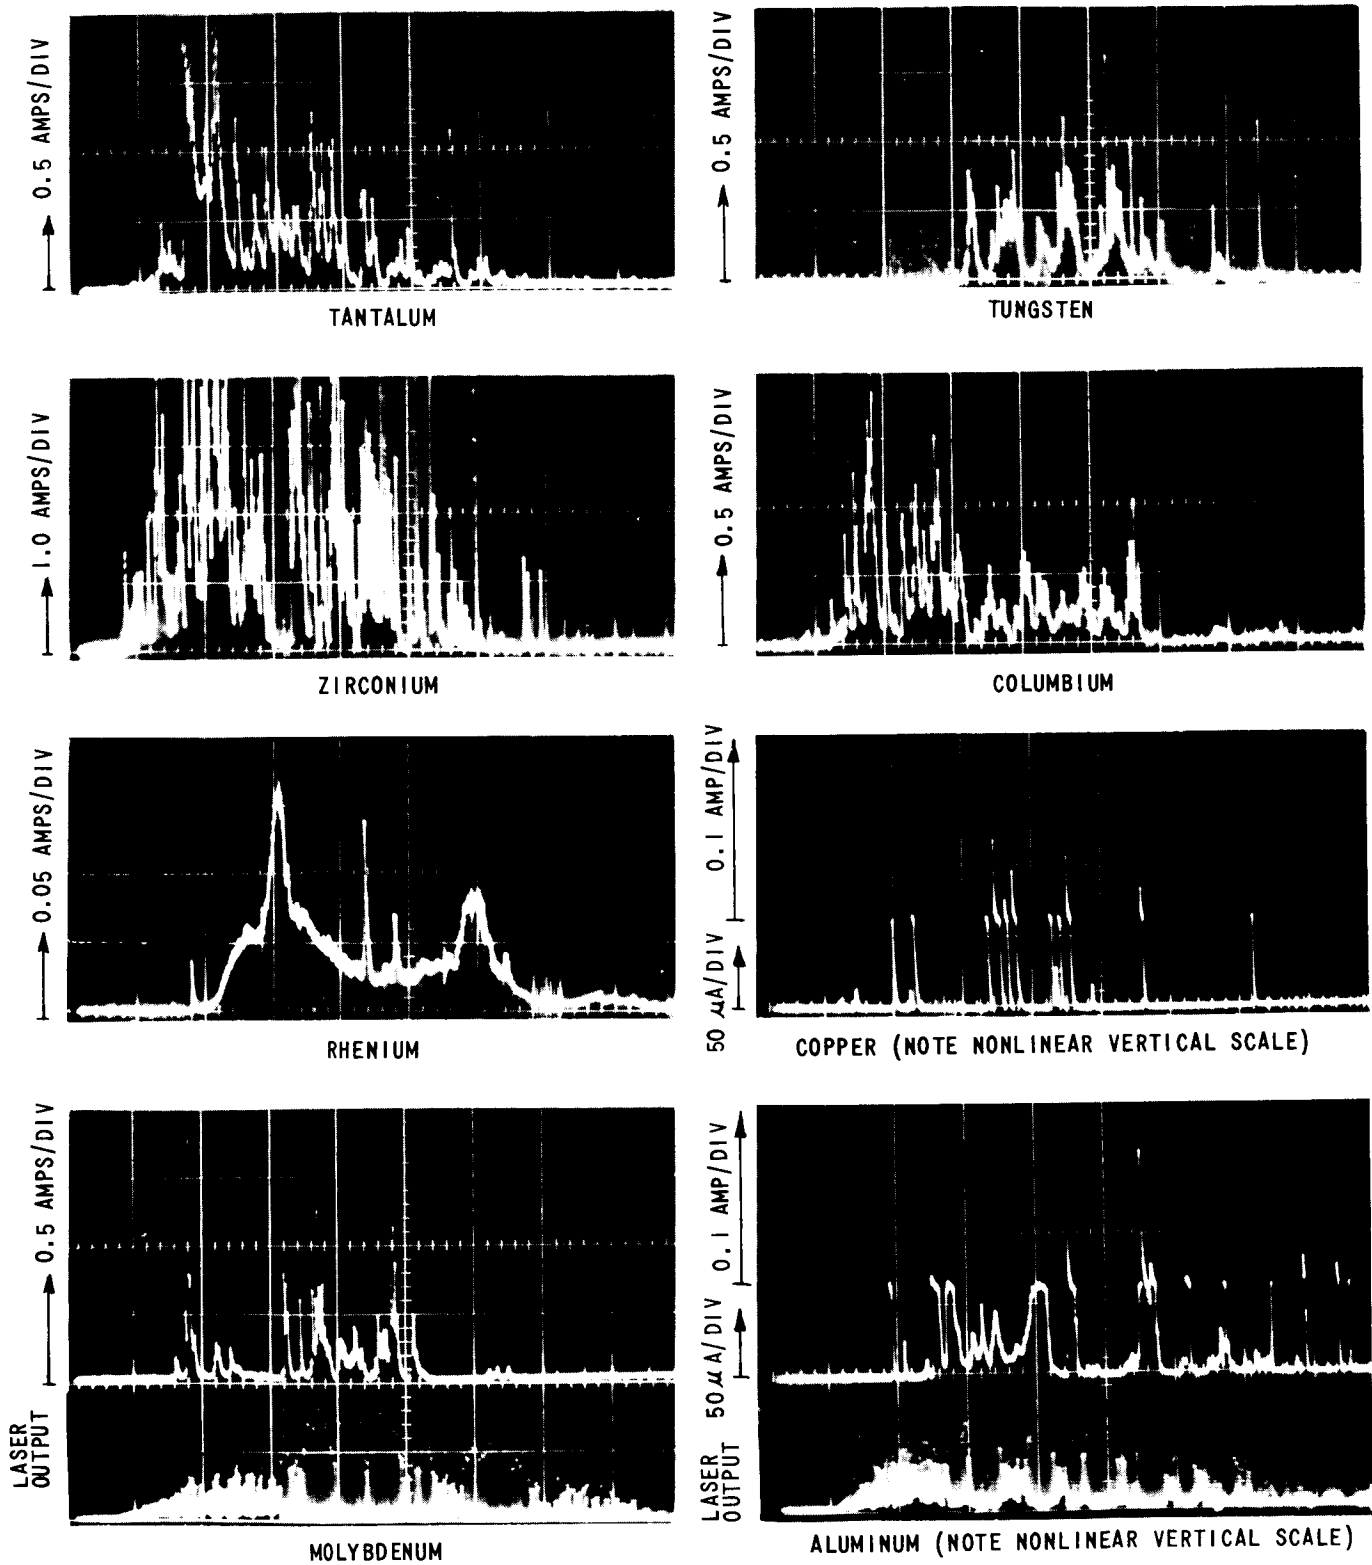 0.5 AMPS/DIV
TANTALUM
0.5 AMPS/DIV
TUNGSTEN
1.0 AMPS/DIV
ZIRCONIUM
0.5 AMPS/DIV
COLUMBIUM
0.05 AMPS/DIV
RHENIUM
0.1 AMP/DIV
50 µA/DIV
COPPER (NOTE NONLINEAR VERTICAL SCALE)
0.5 AMPS/DIV
LASER
OUTPUT
MOLYBDENUM
0.1 AMP/DIV
50 µA/DIV
LASER
OUTPUT
ALUMINUM (NOTE NONLINEAR VERTICAL SCALE)